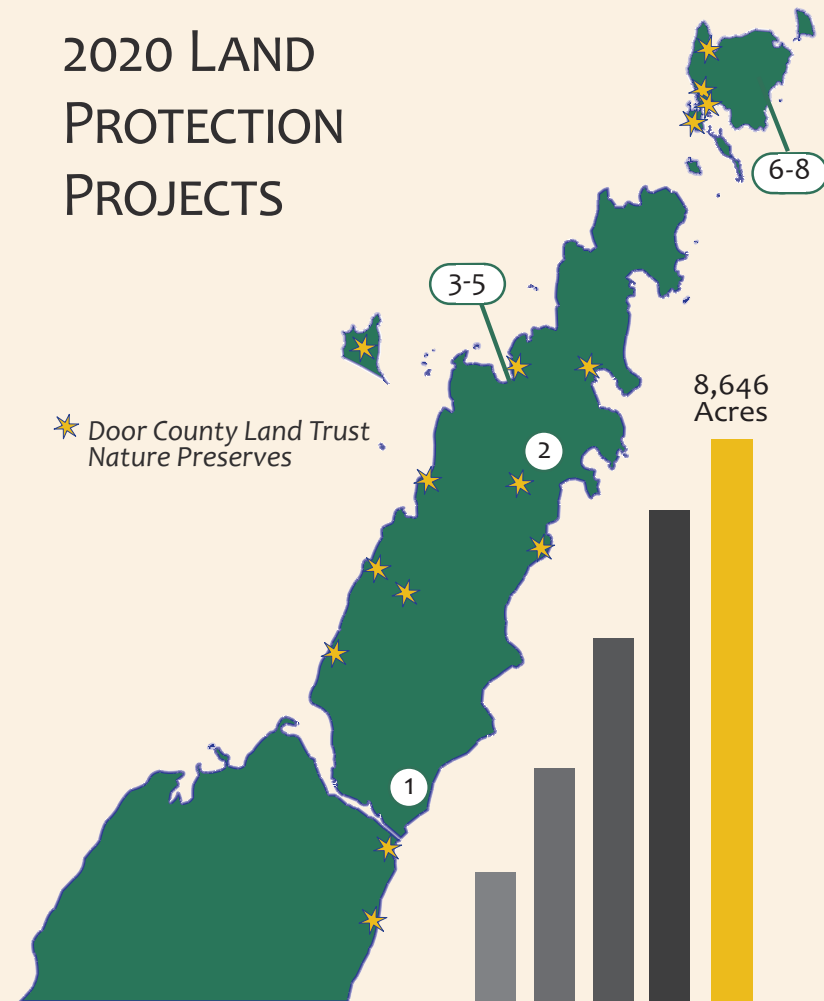 2020 Land
Protection
Projects
6-8
3-5
8,646
Acres
Door County Land Trust
Nature Preserves
2
1